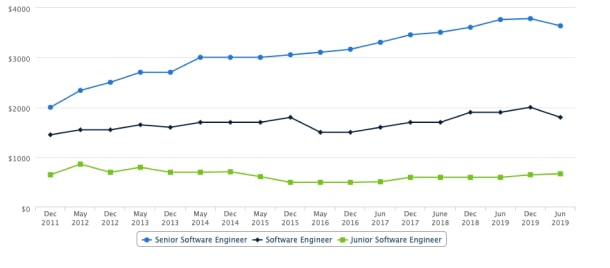 $4000
$3000
$2000
$1000
$0
Dec May Dec May Dec May Dec May Dec May Dec Jun Dec June Dec June Dec Jun
2011 2012 2012 2013 2013 2014 2014 2015 2015 2016 2016 2017 2017 2018 2018 2019 2019 2019
Senior Software Engineer Software Engineer Junior Software Engineer